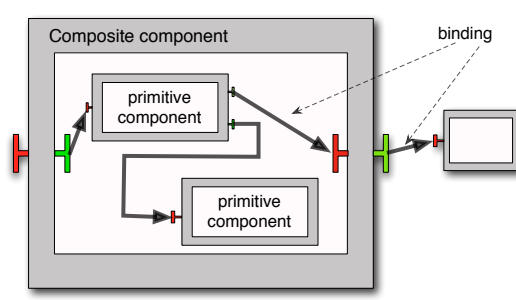 Composite component
binding
primitive
component
primitive
component